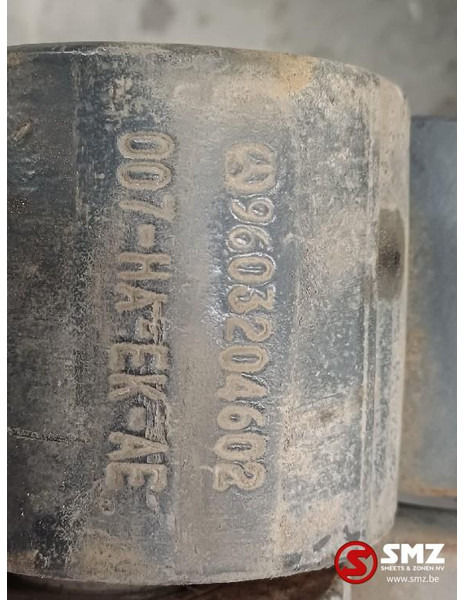 9603204602
007-HA-EK-AE
SMZ
SMEETS & ZONEN NV
www.smz.be